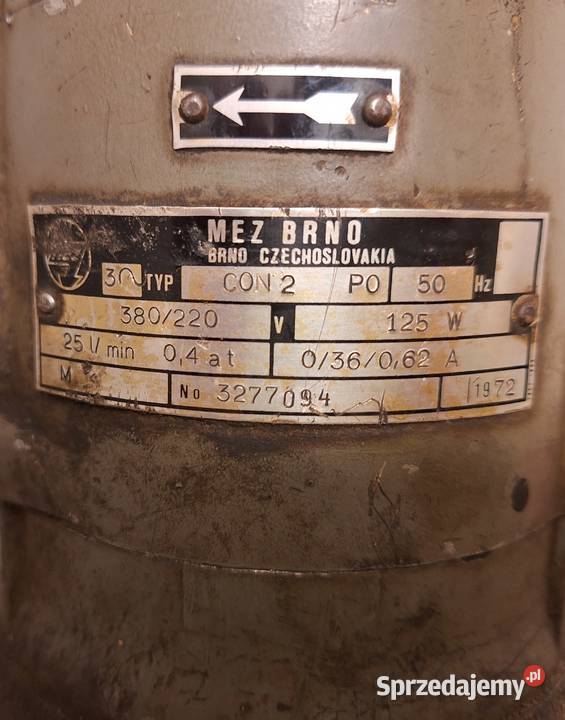 MEZ BRNO
BRNO CZECHOSLOVAKIA
3~ TYP CON 2 PO 50 Hz
380/220 V 125 W
25 l/min 0,4 at 0/36/0,62 A
M
No 3277094 1972
Sprzedajemy.pl